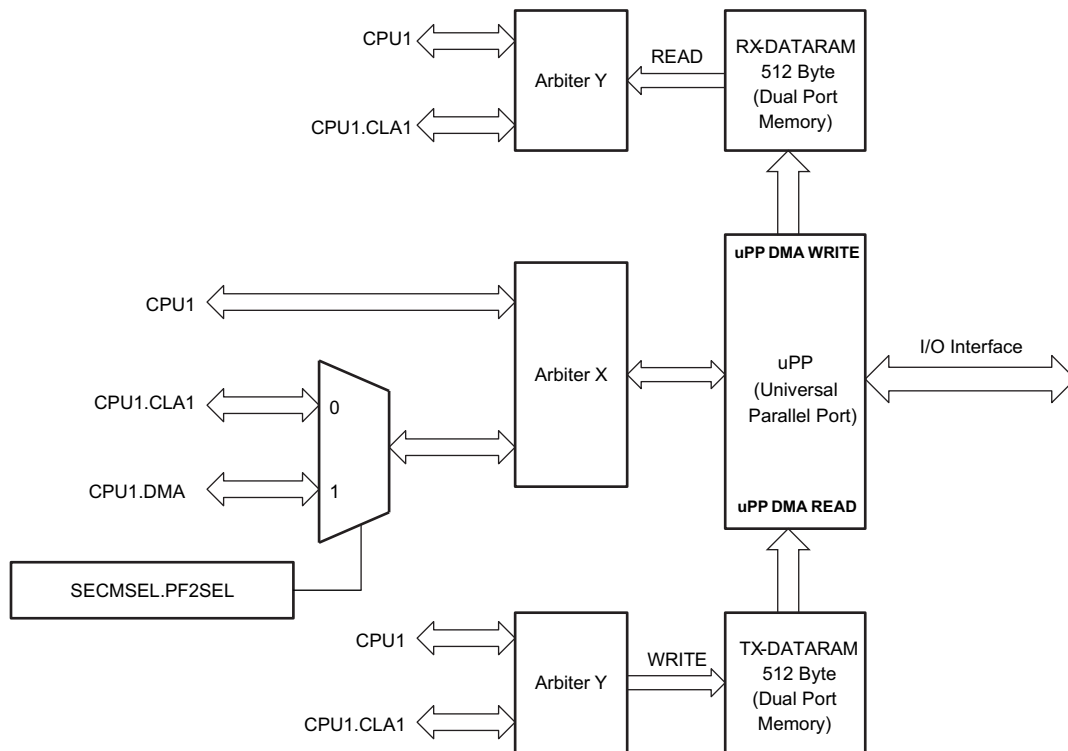 CPU1
CPU1.CLA1
Arbiter Y
READ
RX-DATARAM
512 Byte
(Dual Port
Memory)
CPU1
CPU1.CLA1
0
CPU1.DMA
1
SECMSEL.PF2SEL
Arbiter X
uPP DMA WRITE
uPP
(Universal
Parallel Port)
uPP DMA READ
I/O Interface
CPU1
CPU1.CLA1
Arbiter Y
WRITE
TX-DATARAM
512 Byte
(Dual Port
Memory)